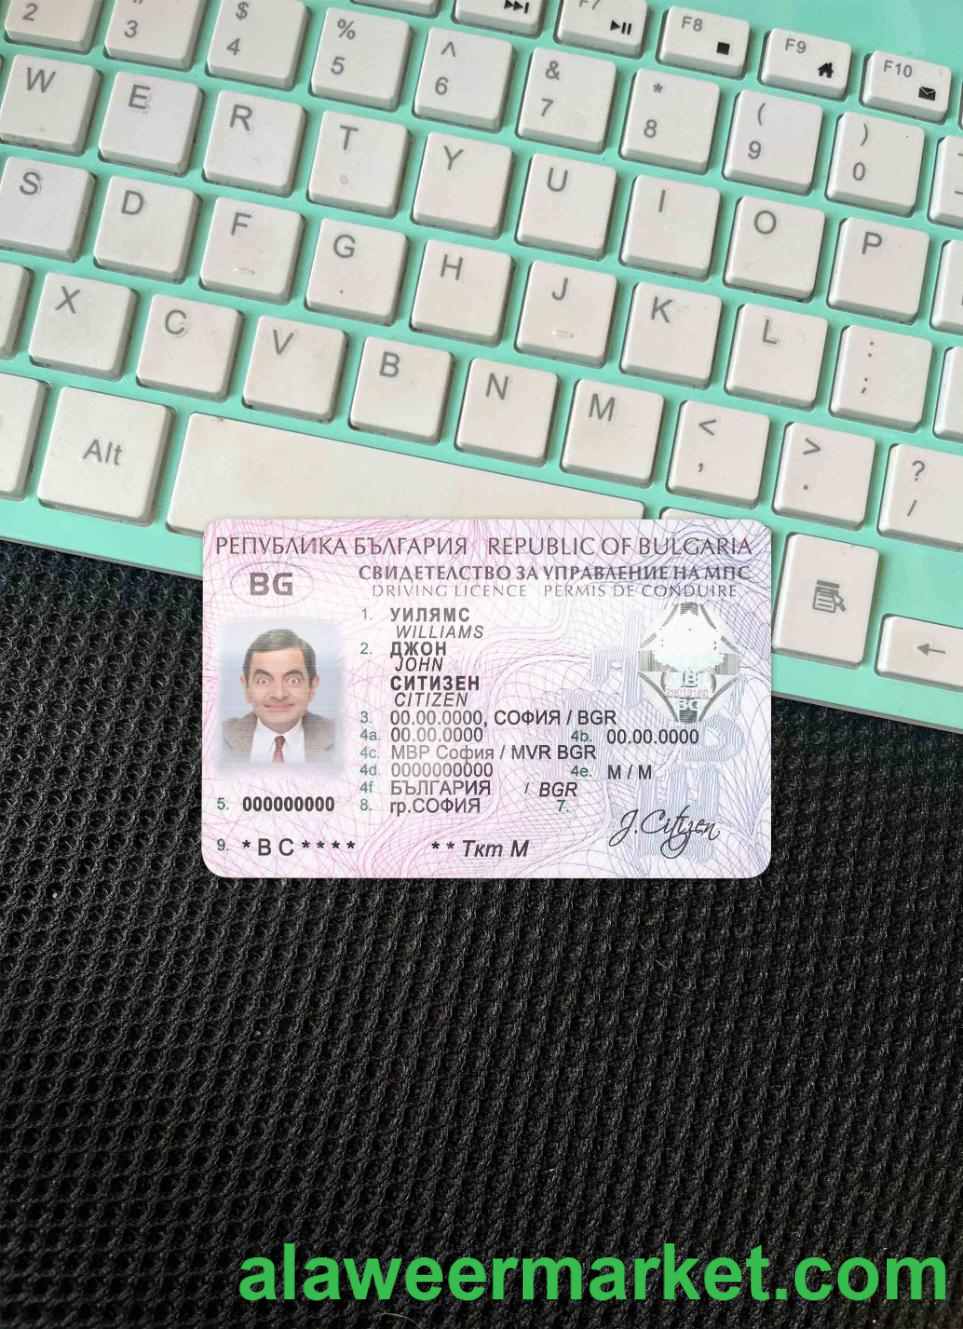 2
3
$ 4
% 5
^ 6
& 7
* 8
( 9
) 0
F7
F8
F9
F10
W E R T Y U I O P
S D F G H J K L : ;
X C V B N M < , > . ? /
Alt
РЕПУБЛИКА БЪЛГАРИЯ REPUBLIC OF BULGARIA
BG
СВИДЕТЕЛСТВО ЗА УПРАВЛЕНИЕ НА МПС
DRIVING LICENCE PERMIS DE CONDUIRE
1. УИЛЯМС
WILLIAMS
2. ДЖОН
JOHN
СИТИЗЕН
CITIZEN
3. 00.00.0000, СОФИЯ / BGR
4a. 00.00.0000 4b. 00.00.0000
4c. МВР София / MVR BGR
4d. 0000000000 4e. M / M
4f БЪЛГАРИЯ / BGR
5. 000000000
8. гр.СОФИЯ 7.
J.Citizen
9. * B C * * * * * * Ткт M
alaweermarket.com